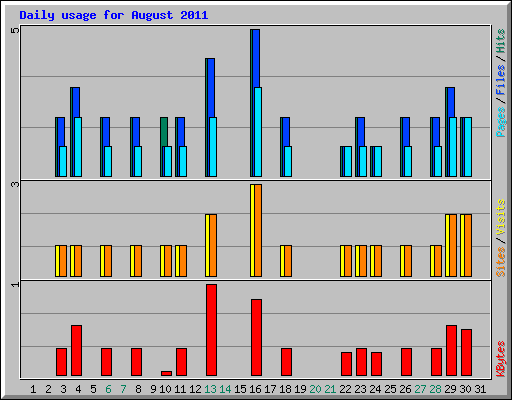 Daily usage for August 2011
5
3
1
Pages / Files / Hits
Sites / Visits
KBytes
1 2 3 4 5 6 7 8 9 10 11 12 13 14 15 16 17 18 19 20 21 22 23 24 25 26 27 28 29 30 31